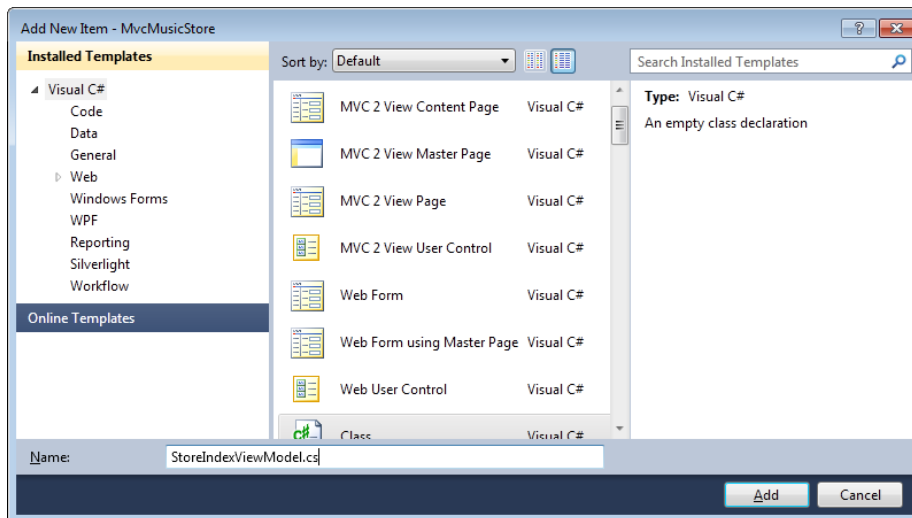 Add New Item - MvcMusicStore
Installed Templates
Sort by: Default
Search Installed Templates
Visual C#
Code
Data
General
Web
Windows Forms
WPF
Reporting
Silverlight
Workflow
Online Templates
MVC 2 View Content Page Visual C#
MVC 2 View Master Page Visual C#
MVC 2 View Page Visual C#
MVC 2 View User Control Visual C#
Web Form Visual C#
Web Form using Master Page Visual C#
Web User Control Visual C#
Class Visual C#
Type: Visual C#
An empty class declaration
Name: StoreIndexViewModel.cs
Add Cancel